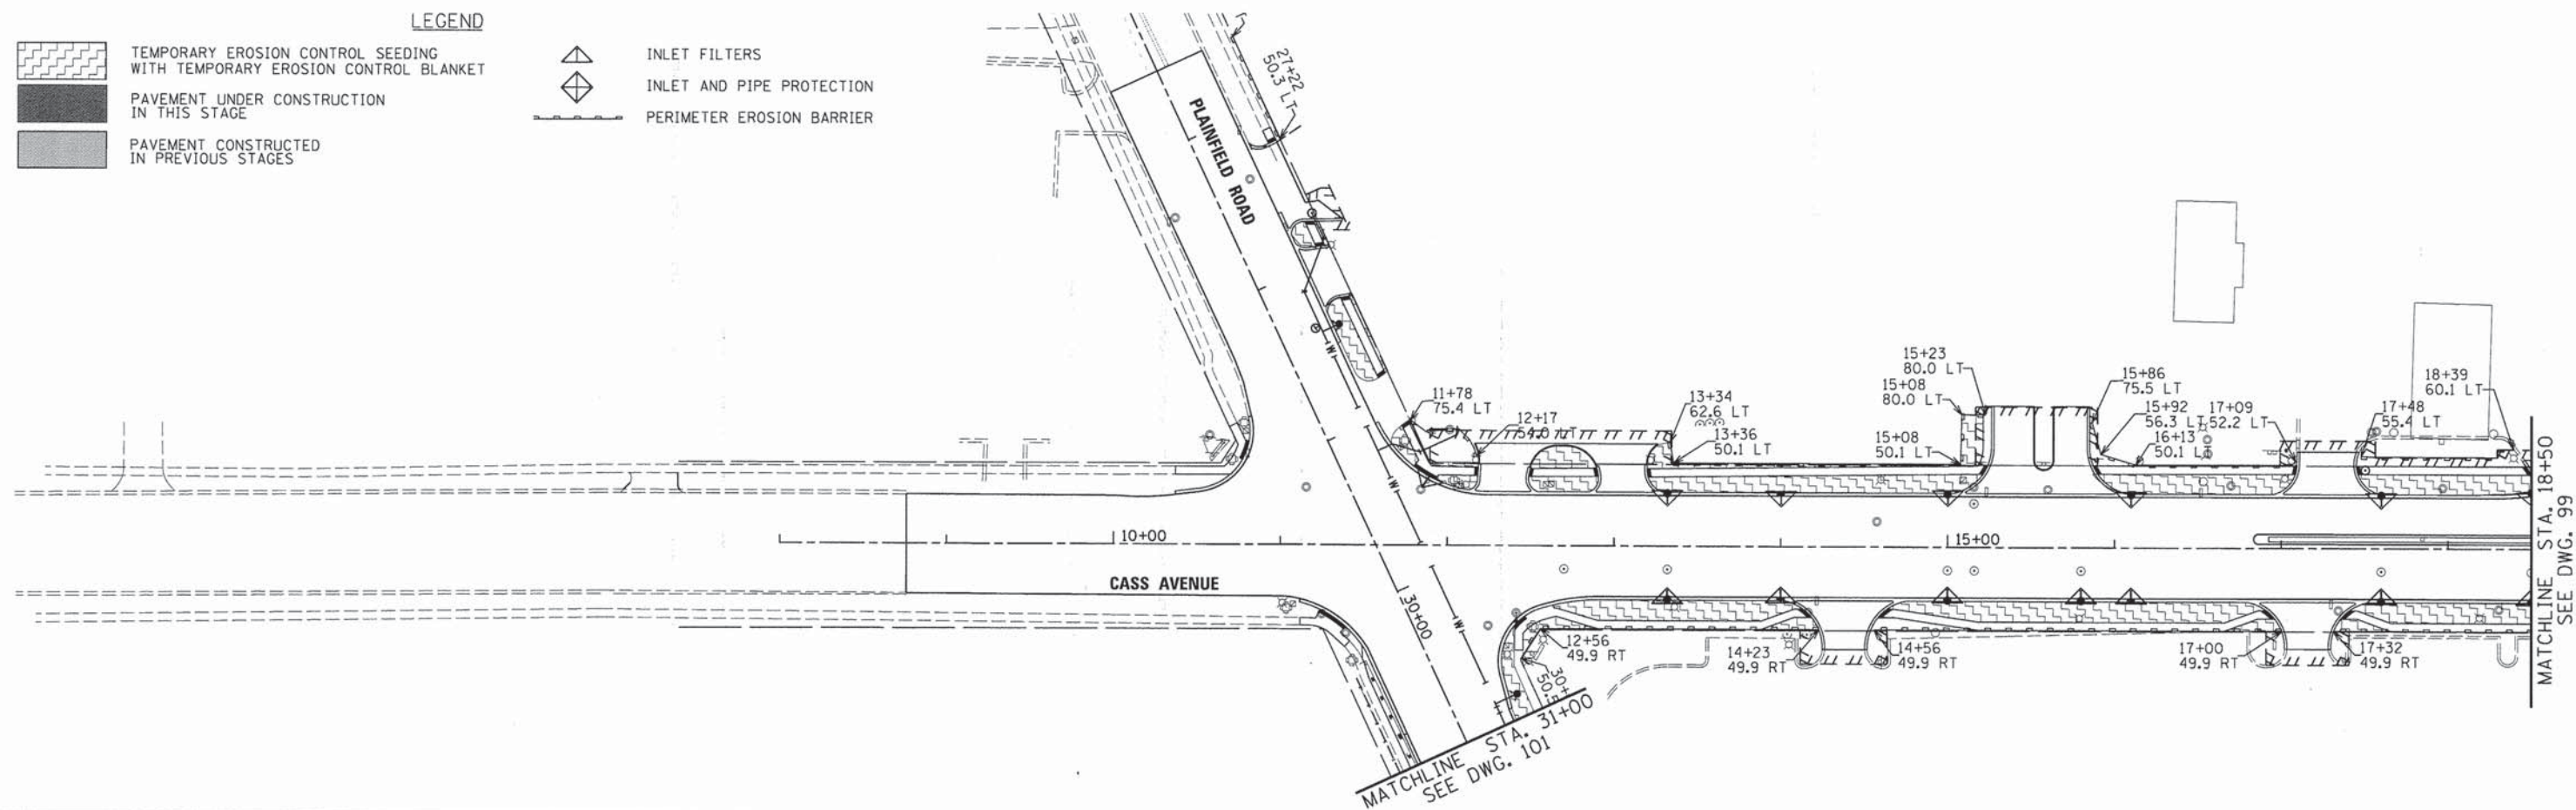 LEGEND
TEMPORARY EROSION CONTROL SEEDING
WITH TEMPORARY EROSION CONTROL BLANKET
PAVEMENT UNDER CONSTRUCTION
IN THIS STAGE
PAVEMENT CONSTRUCTED
IN PREVIOUS STAGES
INLET FILTERS
INLET AND PIPE PROTECTION
PERIMETER EROSION BARRIER
27+22
50.3 LT
PLAINFIELD ROAD
W
11+78
75.4 LT
12+17
54.0 LT
13+34
62.6 LT
13+36
50.1 LT
15+23
80.0 LT
15+08
80.0 LT
15+08
50.1 LT
15+86
75.5 LT
15+92
56.3 LT
16+13
50.1 LT
17+09
52.2 LT
17+48
55.4 LT
18+39
60.1 LT
W
10+00
15+00
CASS AVENUE
30+00
W
12+56
49.9 RT
14+23
49.9 RT
14+56
49.9 RT
17+00
49.9 RT
17+32
49.9 RT
30+
50.5
MATCHLINE STA. 31+00
SEE DWG. 101
MATCHLINE STA. 18+50
SEE DWG. 99